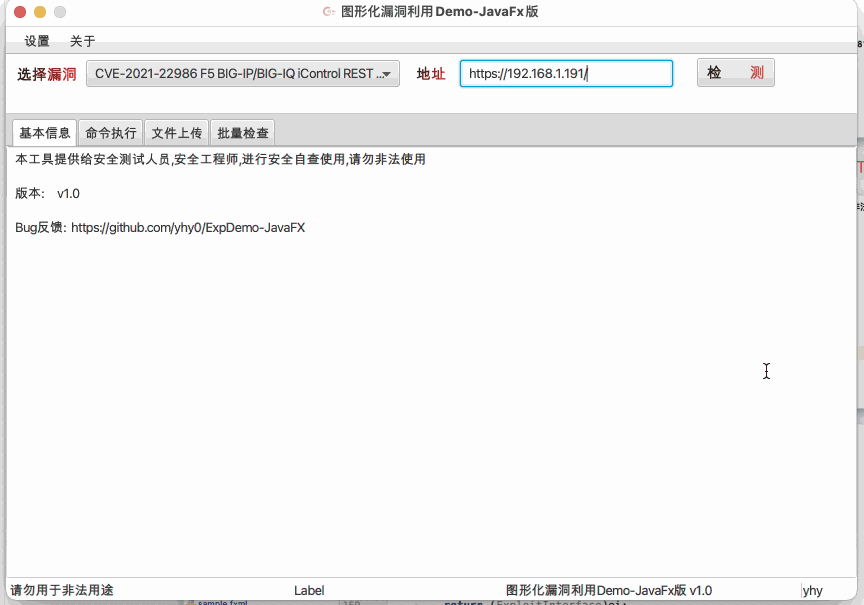 图形化漏洞利用Demo-JavaFx版
设置 关于
选择漏洞 CVE-2021-22986 F5 BIG-IP/BIG-IQ iControl REST ... 地址 https://192.168.1.191/ 检 测
基本信息 命令执行 文件上传 批量检查
本工具提供给安全测试人员,安全工程师,进行安全自查使用,请勿非法使用
版本: v1.0
Bug反馈: https://github.com/yhy0/ExpDemo-JavaFX
请勿用于非法用途 Label 图形化漏洞利用Demo-JavaFx版 v1.0 yhy